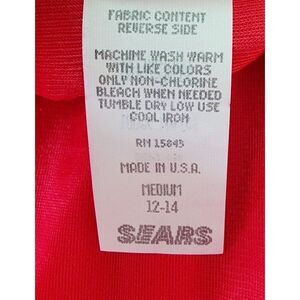 FABRIC CONTENT
REVERSE SIDE
MACHINE WASH WARM
WITH LIKE COLORS
ONLY NON-CHLORINE
BLEACH WHEN NEEDED
TUMBLE DRY LOW USE
COOL IRON
RN 15843
MADE IN U.S.A.
MEDIUM
12-14
SEARS